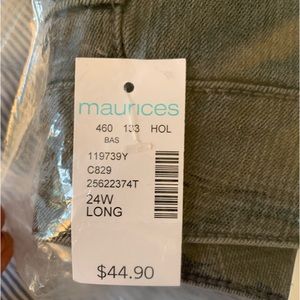 maurices
460 133 HOL
BAS
119739Y
C829
25622374T
24W
LONG
$44.90